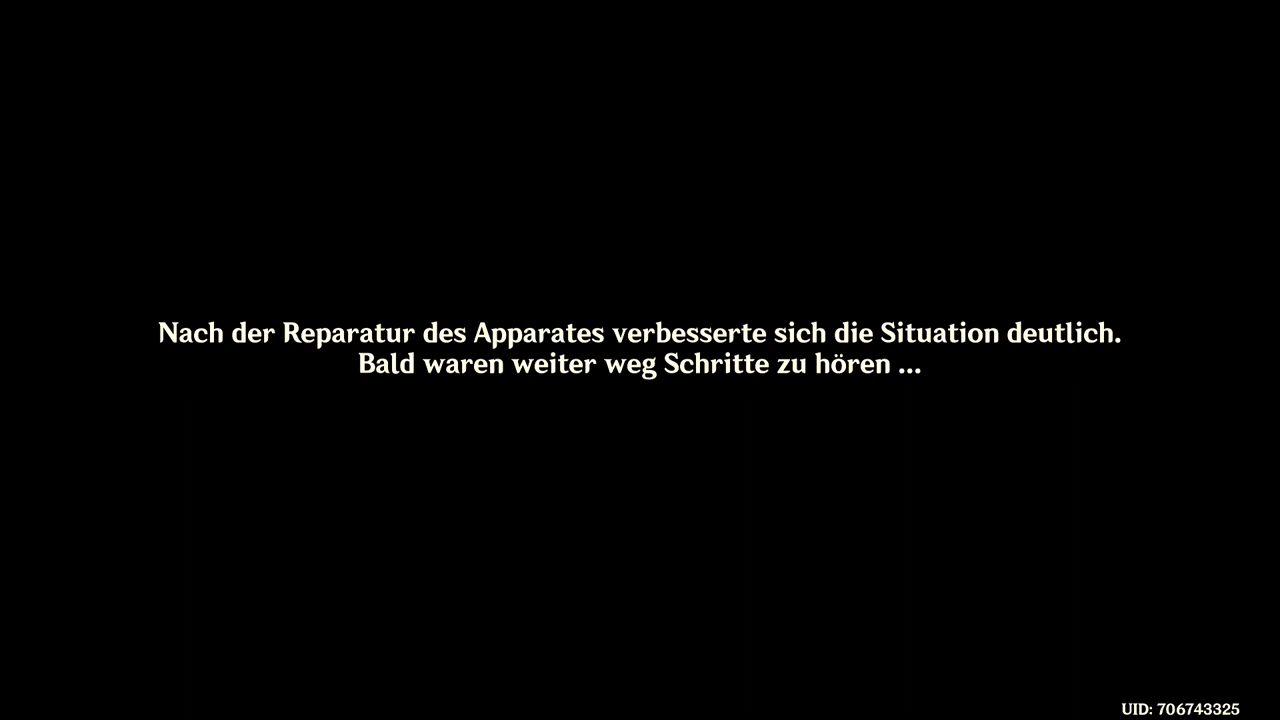 Nach der Reparatur des Apparates verbesserte sich die Situation deutlich.
Bald waren weiter weg Schritte zu hören ...
UID: 706743325